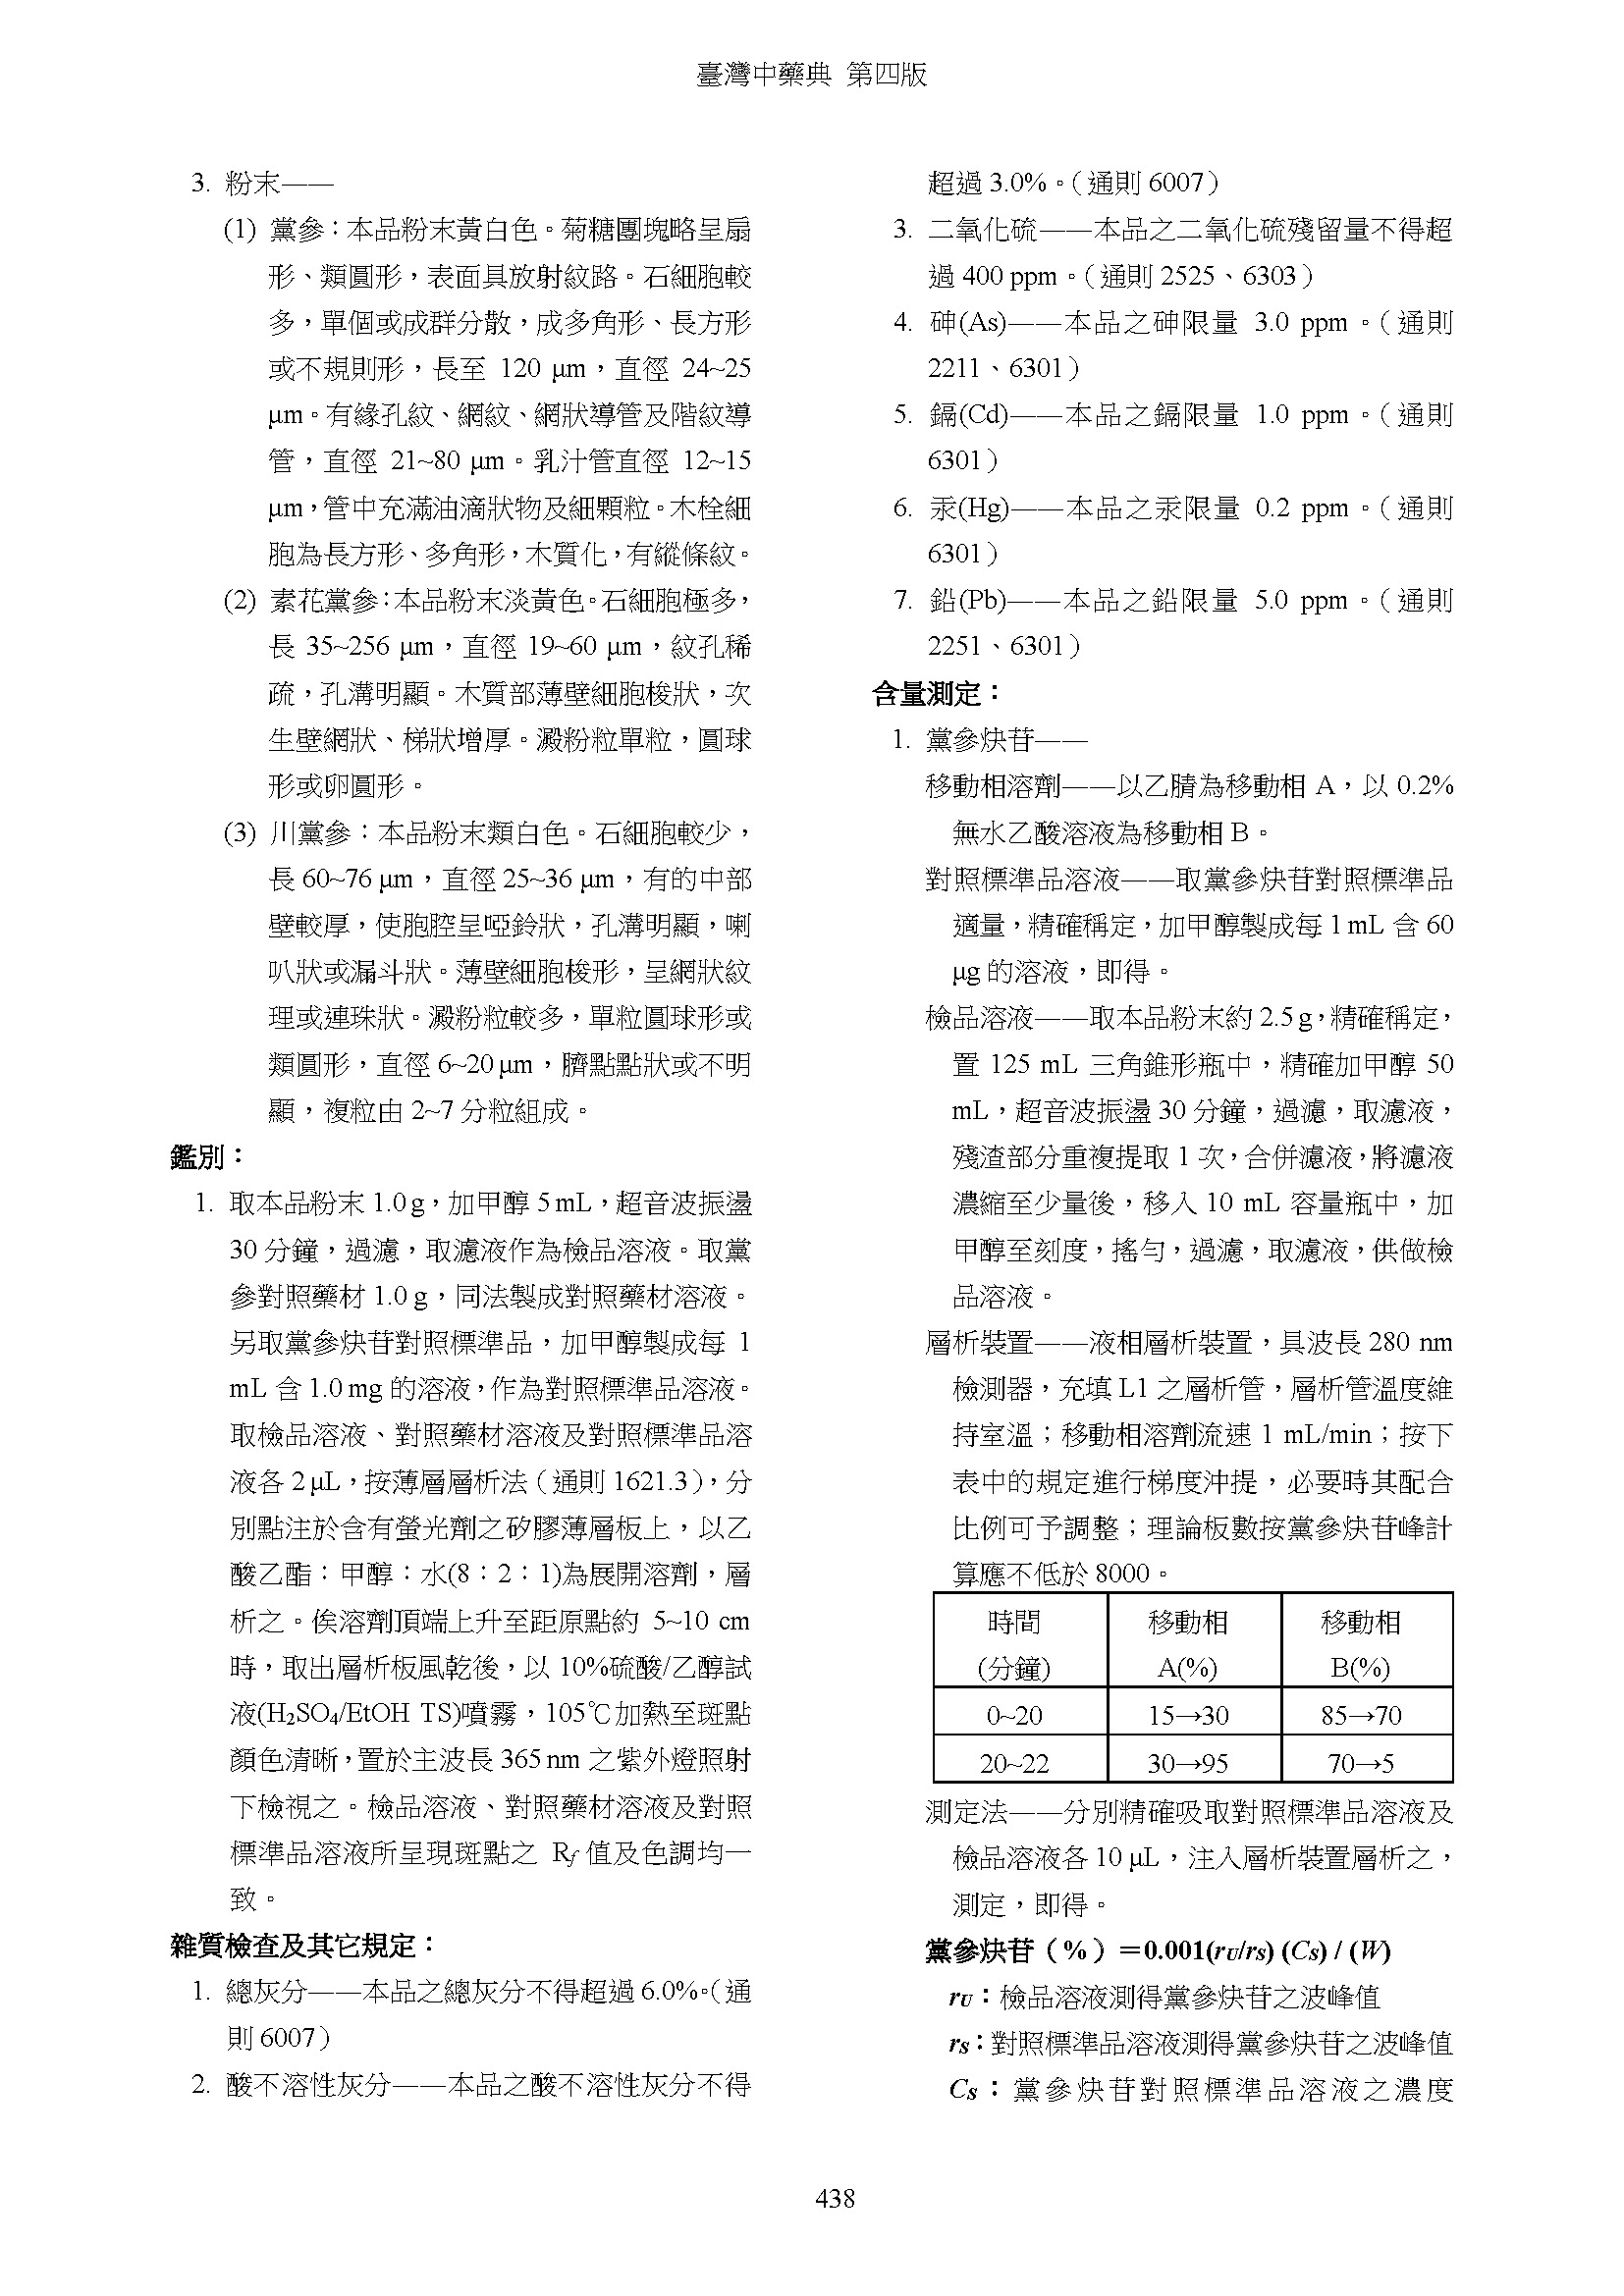 臺灣中藥典 第四版
3. 粉末——
(1) 黨參：本品粉末黃白色。菊糖團塊略呈扇
形、類圓形，表面具放射紋路。石細胞較
多，單個或成群分散，成多角形、長方形
或不規則形，長至 120 μm，直徑 24~25
μm。有緣孔紋、網紋、網狀導管及階紋導
管，直徑 21~80 μm。乳汁管直徑 12~15
μm，管中充滿油滴狀物及細顆粒。木栓細
胞為長方形、多角形，木質化，有縱條紋。
(2) 素花黨參：本品粉末淡黃色。石細胞極多，
長 35~256 μm，直徑 19~60 μm，紋孔稀
疏，孔溝明顯。木質部薄壁細胞梭狀，次
生壁網狀、梯狀增厚。澱粉粒單粒，圓球
形或卵圓形。
(3) 川黨參：本品粉末類白色。石細胞較少，
長 60~76 μm，直徑 25~36 μm，有的中部
壁較厚，使胞腔呈啞鈴狀，孔溝明顯，喇
叭狀或漏斗狀。薄壁細胞梭形，呈網狀紋
理或連珠狀。澱粉粒較多，單粒圓球形或
類圓形，直徑 6~20 μm，臍點點狀或不明
顯，複粒由 2~7 分粒組成。
鑑別：
1. 取本品粉末 1.0 g，加甲醇 5 mL，超音波振盪
30 分鐘，過濾，取濾液作為檢品溶液。取黨
參對照藥材 1.0 g，同法製成對照藥材溶液。
另取黨參炔苷對照標準品，加甲醇製成每 1
mL 含 1.0 mg 的溶液，作為對照標準品溶液。
取檢品溶液、對照藥材溶液及對照標準品溶
液各 2 μL，按薄層層析法（通則 1621.3），分
別點注於含有螢光劑之矽膠薄層板上，以乙
酸乙酯：甲醇：水(8：2：1)為展開溶劑，層
析之。俟溶劑頂端上升至距原點約 5~10 cm
時，取出層析板風乾後，以 10%硫酸/乙醇試
液(H₂SO₄/EtOH TS)噴霧，105℃加熱至斑點
顏色清晰，置於主波長 365 nm 之紫外燈照射
下檢視之。檢品溶液、對照藥材溶液及對照
標準品溶液所呈現斑點之 Rf 值及色調均一
致。
雜質檢查及其它規定：
1. 總灰分——本品之總灰分不得超過 6.0%。（通
則 6007）
2. 酸不溶性灰分——本品之酸不溶性灰分不得
超過 3.0%。（通則 6007）
3. 二氧化硫——本品之二氧化硫殘留量不得超
過 400 ppm。（通則 2525、6303）
4. 砷(As)——本品之砷限量 3.0 ppm。（通則
2211、6301）
5. 鎘(Cd)——本品之鎘限量 1.0 ppm。（通則
6301）
6. 汞(Hg)——本品之汞限量 0.2 ppm。（通則
6301）
7. 鉛(Pb)——本品之鉛限量 5.0 ppm。（通則
2251、6301）
含量測定：
1. 黨參炔苷——
移動相溶劑——以乙腈為移動相 A，以 0.2%
無水乙酸溶液為移動相 B。
對照標準品溶液——取黨參炔苷對照標準品
適量，精確稱定，加甲醇製成每 1 mL 含 60
μg 的溶液，即得。
檢品溶液——取本品粉末約 2.5 g，精確稱定，
置 125 mL 三角錐形瓶中，精確加甲醇 50
mL，超音波振盪 30 分鐘，過濾，取濾液，
殘渣部分重複提取 1 次，合併濾液，將濾液
濃縮至少量後，移入 10 mL 容量瓶中，加
甲醇至刻度，搖勻，過濾，取濾液，供做檢
品溶液。
層析裝置——液相層析裝置，具波長 280 nm
檢測器，充填 L1 之層析管，層析管溫度維
持室溫；移動相溶劑流速 1 mL/min；按下
表中的規定進行梯度沖提，必要時其配合
比例可予調整；理論板數按黨參炔苷峰計
算應不低於 8000。
時間 移動相 移動相
(分鐘) A(%) B(%)
0~20 15→30 85→70
20~22 30→95 70→5
測定法——分別精確吸取對照標準品溶液及
檢品溶液各 10 μL，注入層析裝置層析之，
測定，即得。
黨參炔苷（%）＝0.001(rU/rS) (CS) / (W)
rU：檢品溶液測得黨參炔苷之波峰值
rS：對照標準品溶液測得黨參炔苷之波峰值
CS：黨參炔苷對照標準品溶液之濃度
438